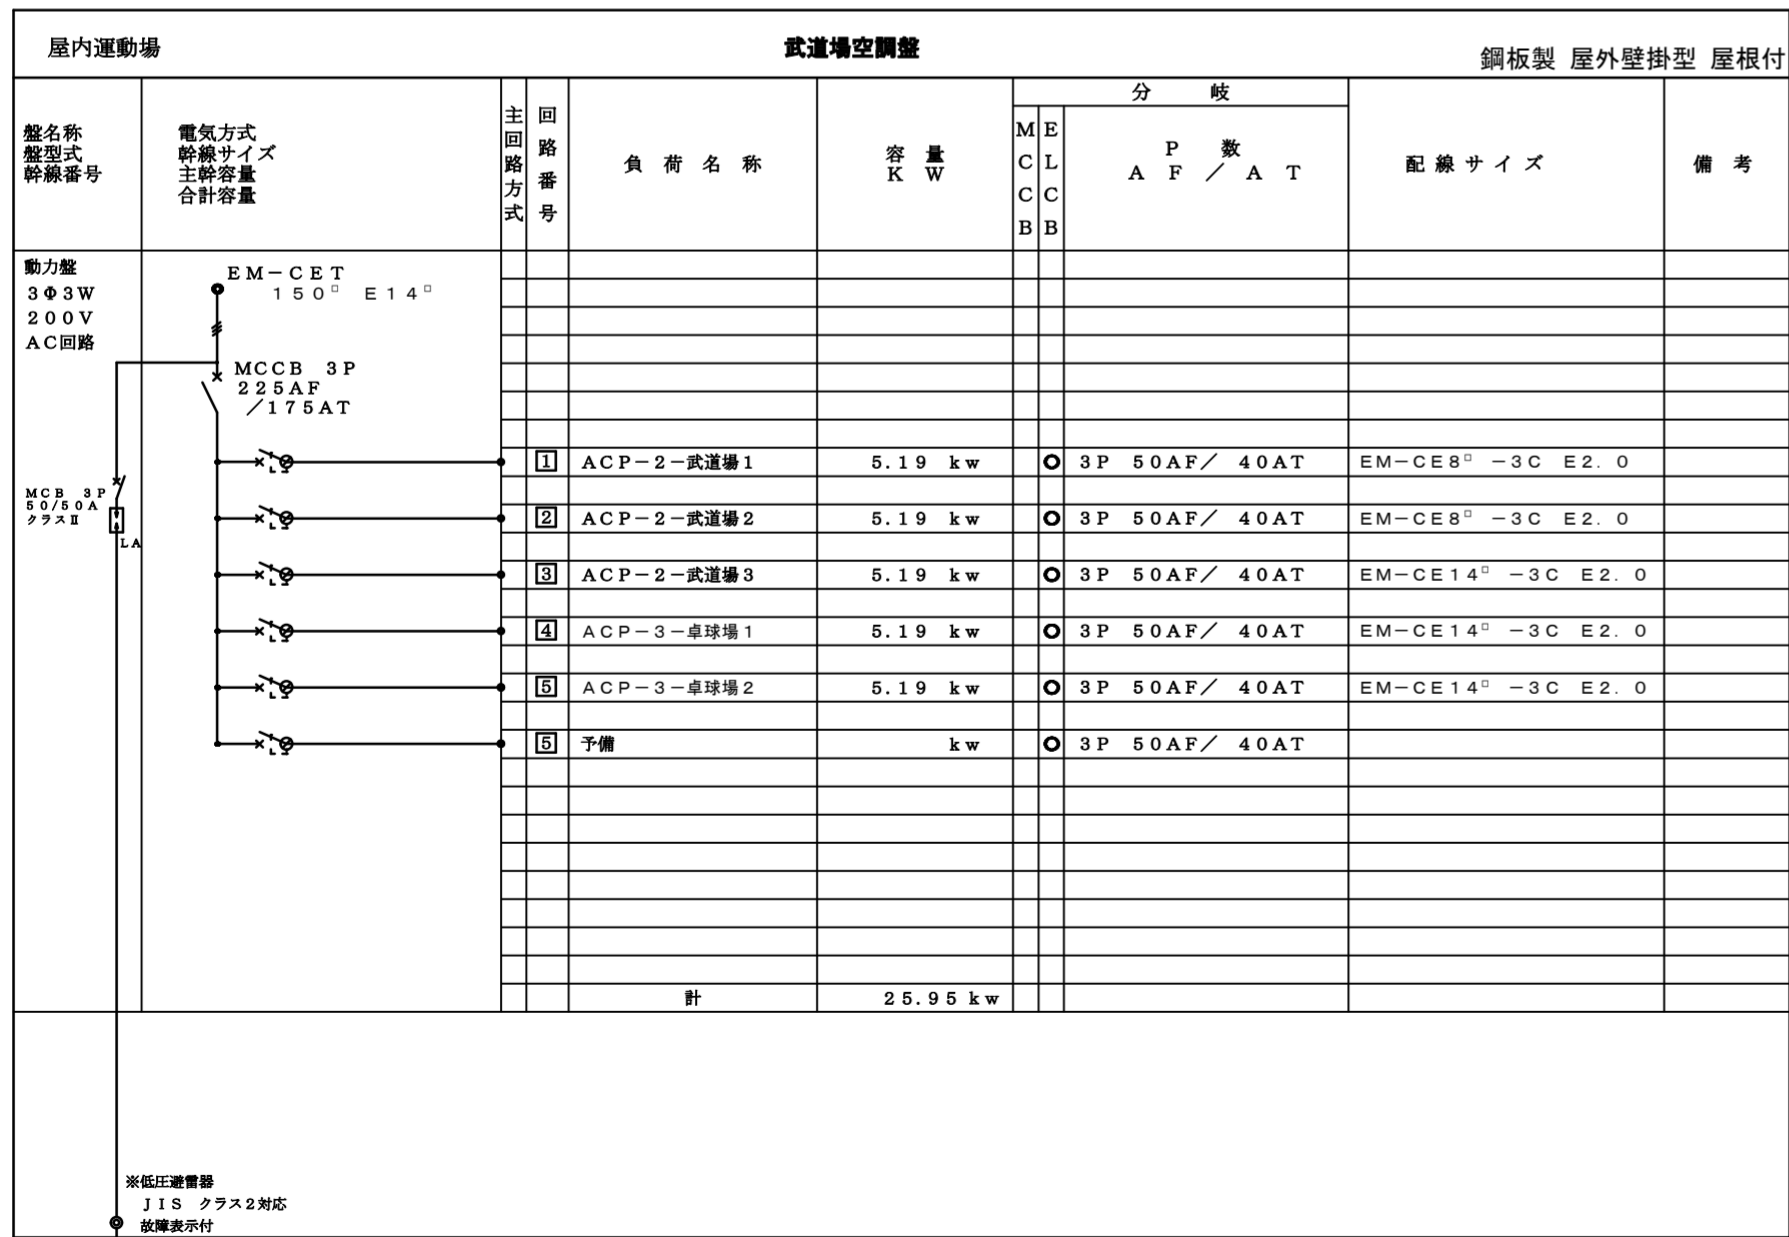 屋内運動場
武道場空調盤
鋼板製 屋外壁掛型 屋根付
盤名称
盤型式
幹線番号
電気方式
幹線サイズ
主幹容量
合計容量
主回路方式
回路番号
負荷名称
容量
KW
分岐
MCCB
ELCB
P数
AF/AT
配線サイズ
備考
動力盤
3Φ3W
200V
AC回路
EM-CET
150□ E14□
MCCB 3P
225AF
/175AT
1 ACP-2-武道場1 5.19 kw 3P 50AF/ 40AT EM-CE8□ -3C E2.0
MCB 3P
50/50A
クラスⅡ
LA
2 ACP-2-武道場2 5.19 kw 3P 50AF/ 40AT EM-CE8□ -3C E2.0
3 ACP-2-武道場3 5.19 kw 3P 50AF/ 40AT EM-CE14□ -3C E2.0
4 ACP-3-卓球場1 5.19 kw 3P 50AF/ 40AT EM-CE14□ -3C E2.0
5 ACP-3-卓球場2 5.19 kw 3P 50AF/ 40AT EM-CE14□ -3C E2.0
5 予備 kw 3P 50AF/ 40AT
計 25.95 kw
※低圧避雷器
JIS クラス2対応
故障表示付